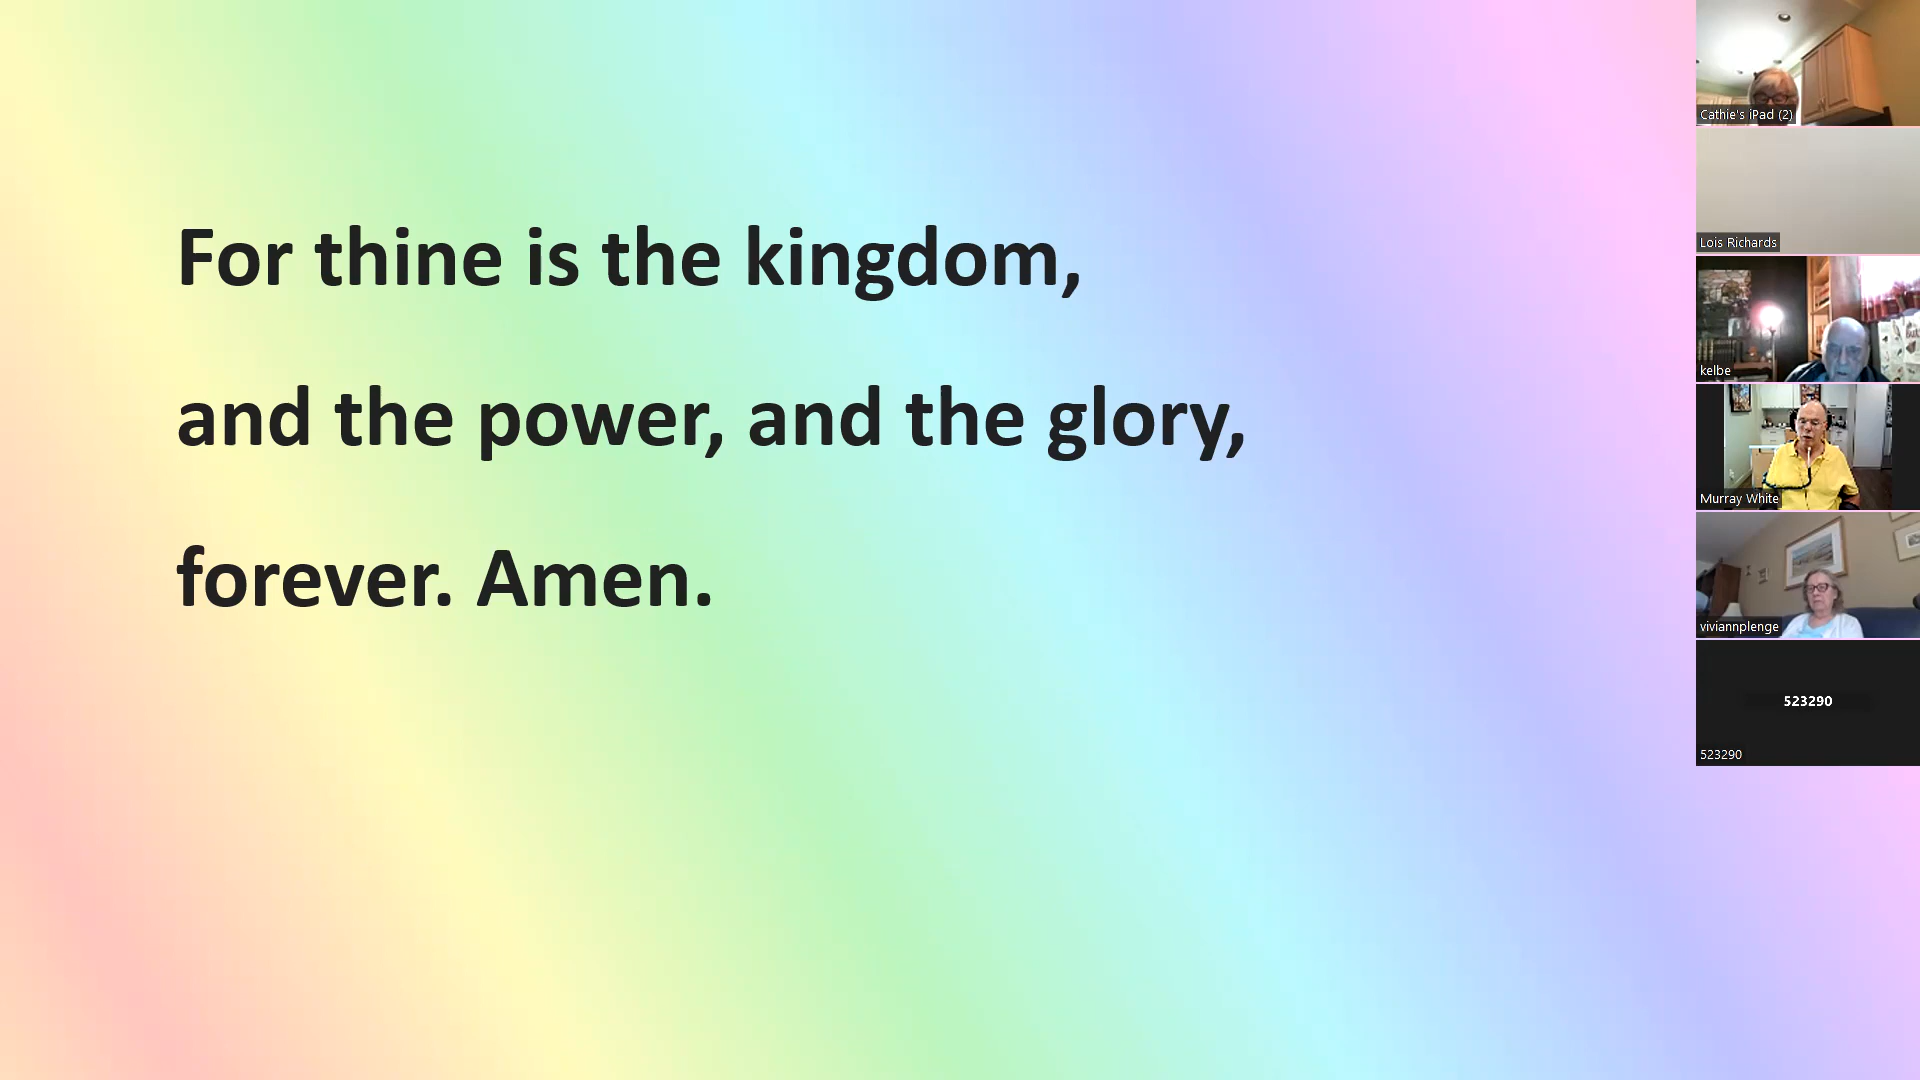 For thine is the kingdom,
and the power, and the glory,
forever. Amen.
Cathie's iPad (2)
Lois Richards
kelbe
Murray White
viviannplenge
523290
523290